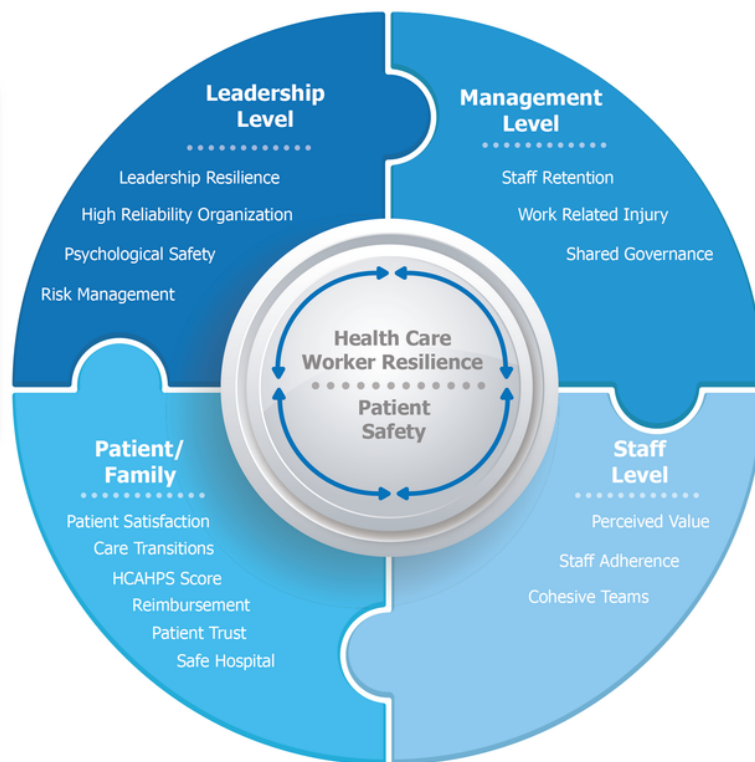 Leadership
Level
Leadership Resilience
High Reliability Organization
Psychological Safety
Risk Management
Management
Level
Staff Retention
Work Related Injury
Shared Governance
Health Care
Worker Resilience
Patient
Safety
Patient/
Family
Patient Satisfaction
Care Transitions
HCAHPS Score
Reimbursement
Patient Trust
Safe Hospital
Staff
Level
Perceived Value
Staff Adherence
Cohesive Teams